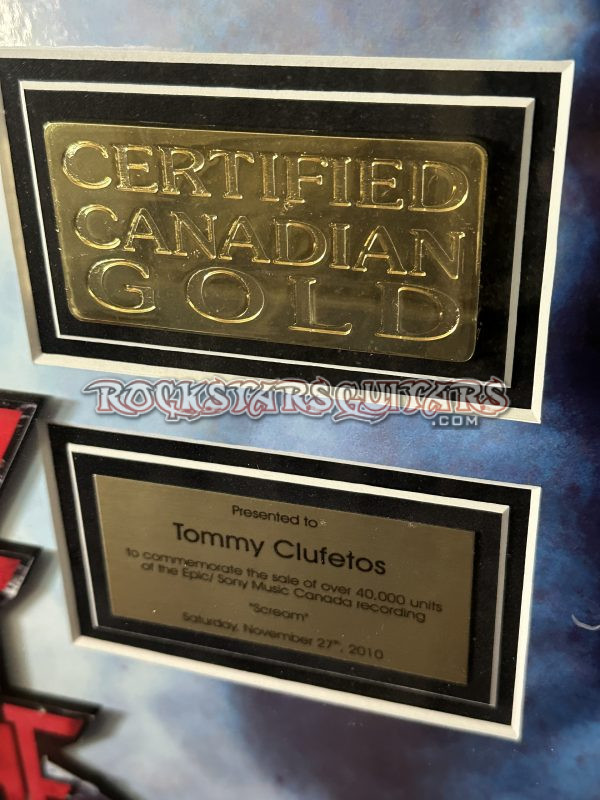 CERTIFIED
CANADIAN
GOLD
ROCKSTARSGUITARS
.COM
Presented to
Tommy Clufetos
to commemorate the sale of over 40,000 units
of the Epic/ Sony Music Canada recording
"Scream"
Saturday, November 27th, 2010